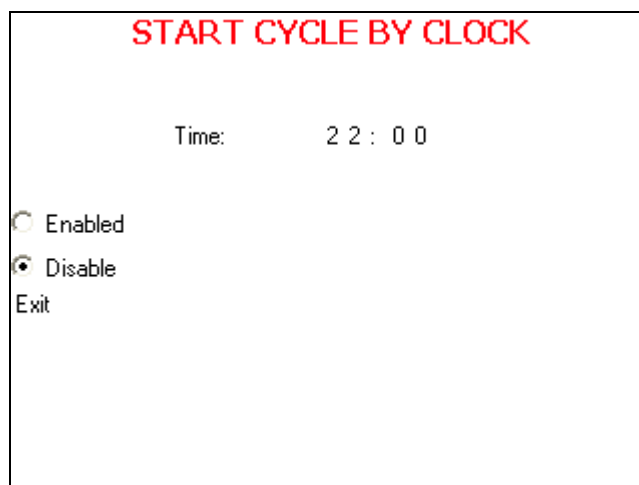 START CYCLE BY CLOCK
Time: 22:00
Enabled
Disable
Exit